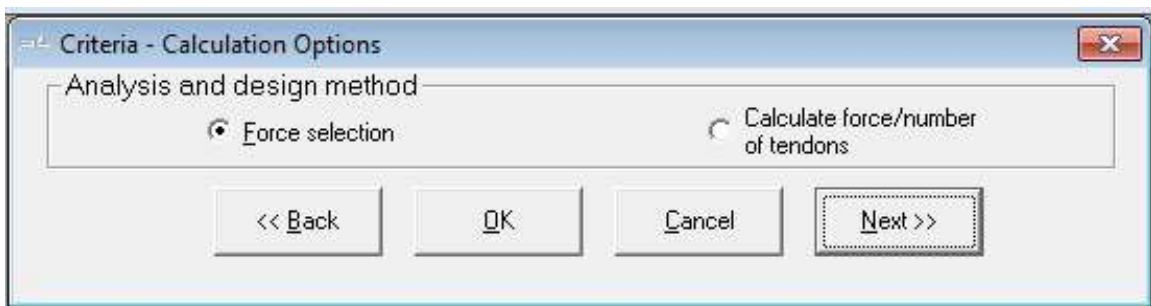 Criteria - Calculation Options
Analysis and design method
Force selection
Calculate force/number
of tendons
<< Back
OK
Cancel
Next >>